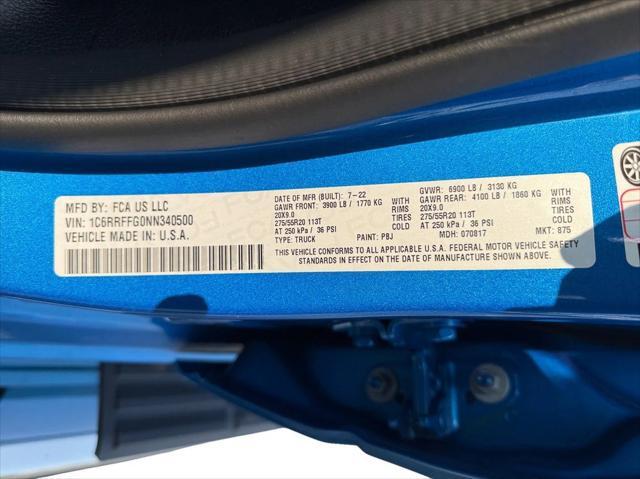 MFD BY: FCA US LLC
VIN: 1C6RRFFG0NN340500
VEHICLE MADE IN U.S.A.
DATE OF MFR (BUILT): 7-22
GVWR: 6900 LB / 3130 KG
GAWR FRONT: 3900 LB / 1770 KG WITH
GAWR REAR: 4100 LB / 1860 KG WITH
20X9.0 RIMS
20X9.0 RIMS
275/55R20 113T TIRES
275/55R20 113T TIRES
AT 250 kPa / 36 PSI COLD
AT 250 kPa / 36 PSI COLD
TYPE: TRUCK PAINT: PBJ MDH: 070817 MKT: 875
THIS VEHICLE CONFORMS TO ALL APPLICABLE U.S.A. FEDERAL MOTOR VEHICLE SAFETY
STANDARDS IN EFFECT ON THE DATE OF MANUFACTURE SHOWN ABOVE.